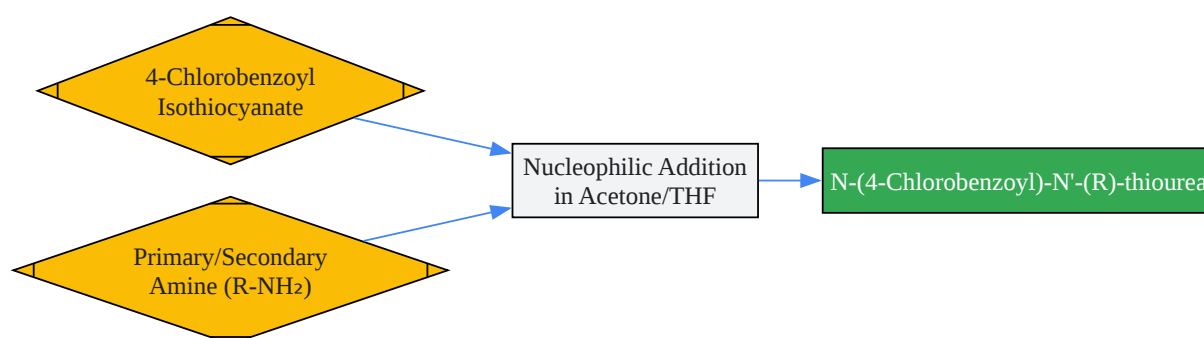 4-Chlorobenzoyl
Isothiocyanate
Primary/Secondary
Amine (R-NH₂)
Nucleophilic Addition
in Acetone/THF
N-(4-Chlorobenzoyl)-N'-(R)-thiourea